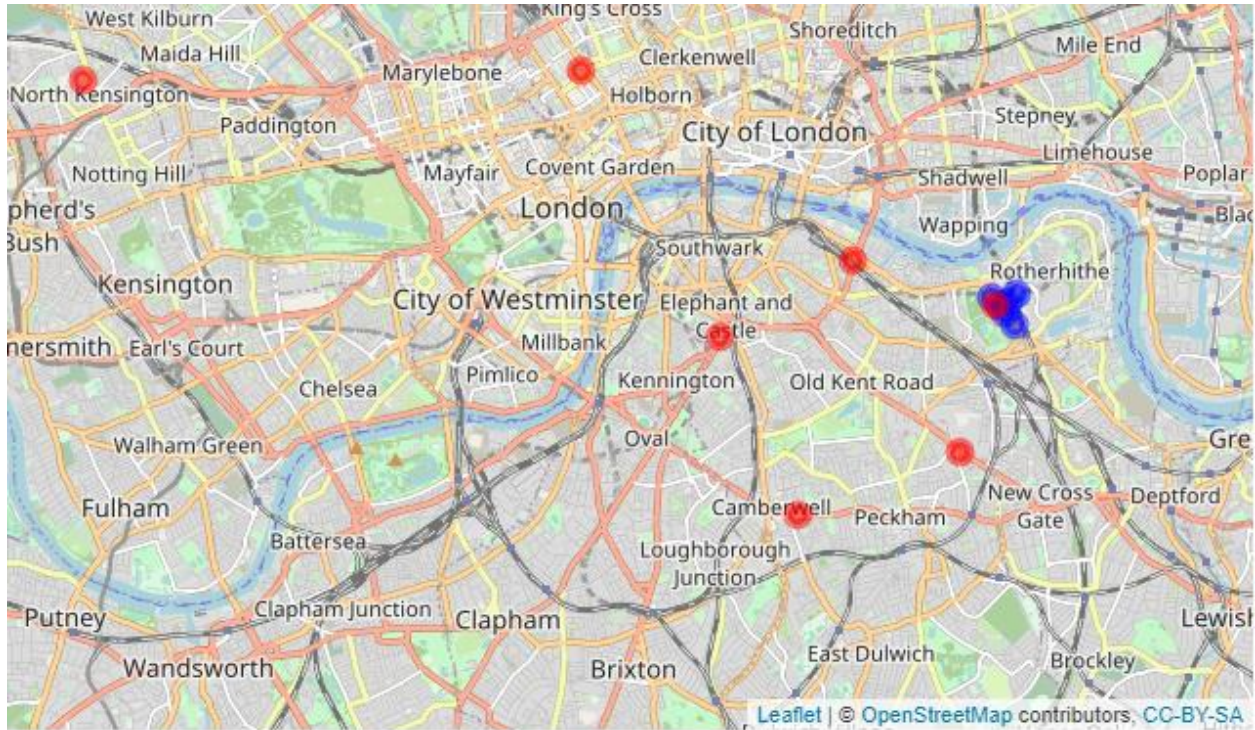 King's Cross
West Kilburn
Shoreditch
Mile End
Maida Hill
Clerkenwell
Marylebone
North Kensington
Holborn
Stepney
Paddington
City of London
Limehouse
Notting Hill
Mayfair
Covent Garden
Shadwell
Poplar
pherd's
Bush
London
Wapping
Blac
Southwark
Rotherhithe
Kensington
City of Westminster
Elephant and
Castle
mersmith
Earl's Court
Millbank
Chelsea
Pimlico
Kennington
Old Kent Road
Walham Green
Oval
Gre
Fulham
Camberwell
Peckham
New Cross
Gate
Deptford
Battersea
Loughborough
Junction
Putney
Clapham Junction
Clapham
Lewish
Wandsworth
Brixton
East Dulwich
Brockley
Leaflet | © OpenStreetMap contributors, CC-BY-SA